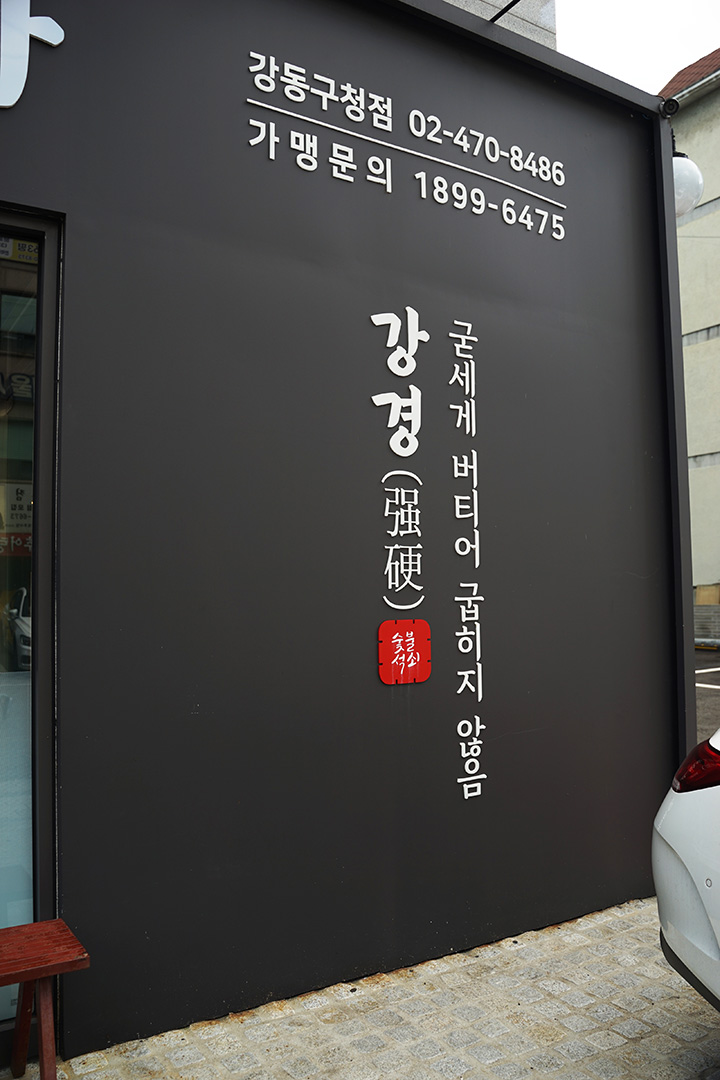 강동구청점 02-470-8486
가맹문의 1899-6475
굳세게 버티어 굽히지 않음
강경(强硬)
숯불
석쇠